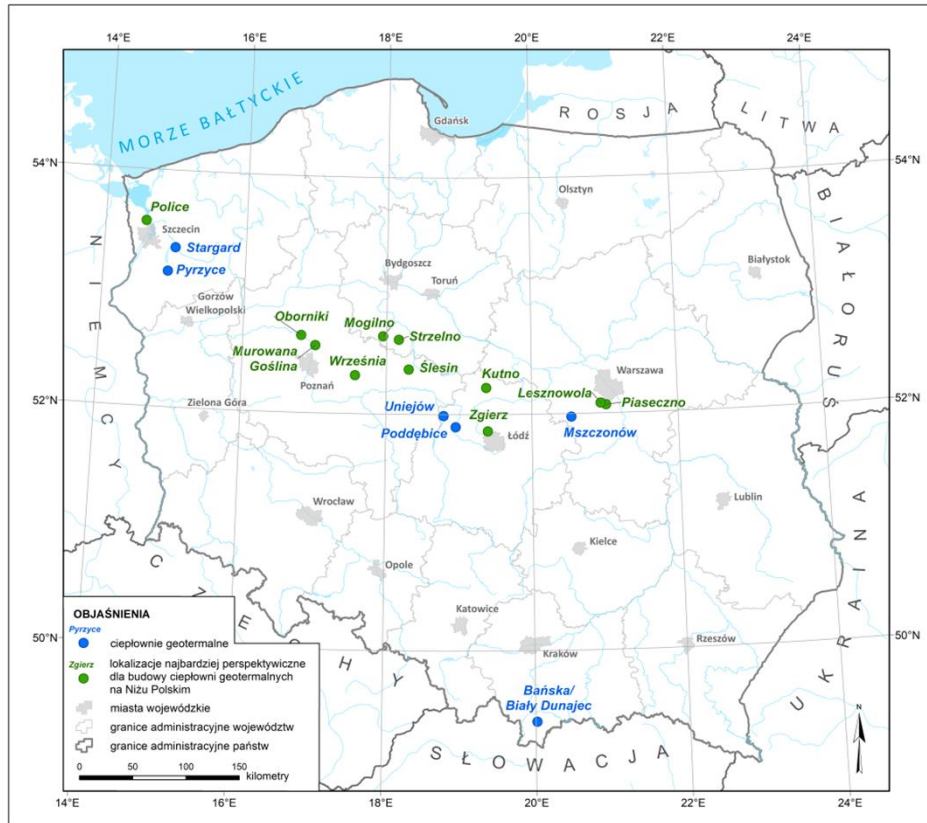 14°E
16°E
18°E
20°E
22°E
24°E
MORZE BAŁTYCKIE
ROSJA
LITWA
Gdańsk
54°N
54°N
Olsztyn
BIAŁORUŚ
Police
Szczecin
Stargard
Pyrzyce
NIEMCY
Białystok
Bydgoszcz
Toruń
Gorzów
Wielkopolski
Oborniki
Mogilno
Strzelno
Murowana
Goślina
Września
Ślesin
Kutno
Warszawa
Poznań
Lesznowola
Piaseczno
52°N
52°N
Zielona Góra
Uniejów
Zgierz
Poddębice
Łódź
Mszczonów
Wrocław
Lublin
Kielce
Opole
UKRAINA
CZECHY
Katowice
Kraków
Rzeszów
50°N
50°N
Bańska/
Biały Dunajec
SŁOWACJA
N
OBJAŚNIENIA
Pyrzyce
ciepłownie geotermalne
Zgierz
lokalizacje najbardziej perspektywiczne
dla budowy ciepłowni geotermalnych
na Niżu Polskim
miasta wojewódzkie
granice administracyjne województw
granice administracyjne państw
0 50 100 150
kilometry
14°E
16°E
18°E
20°E
22°E
24°E